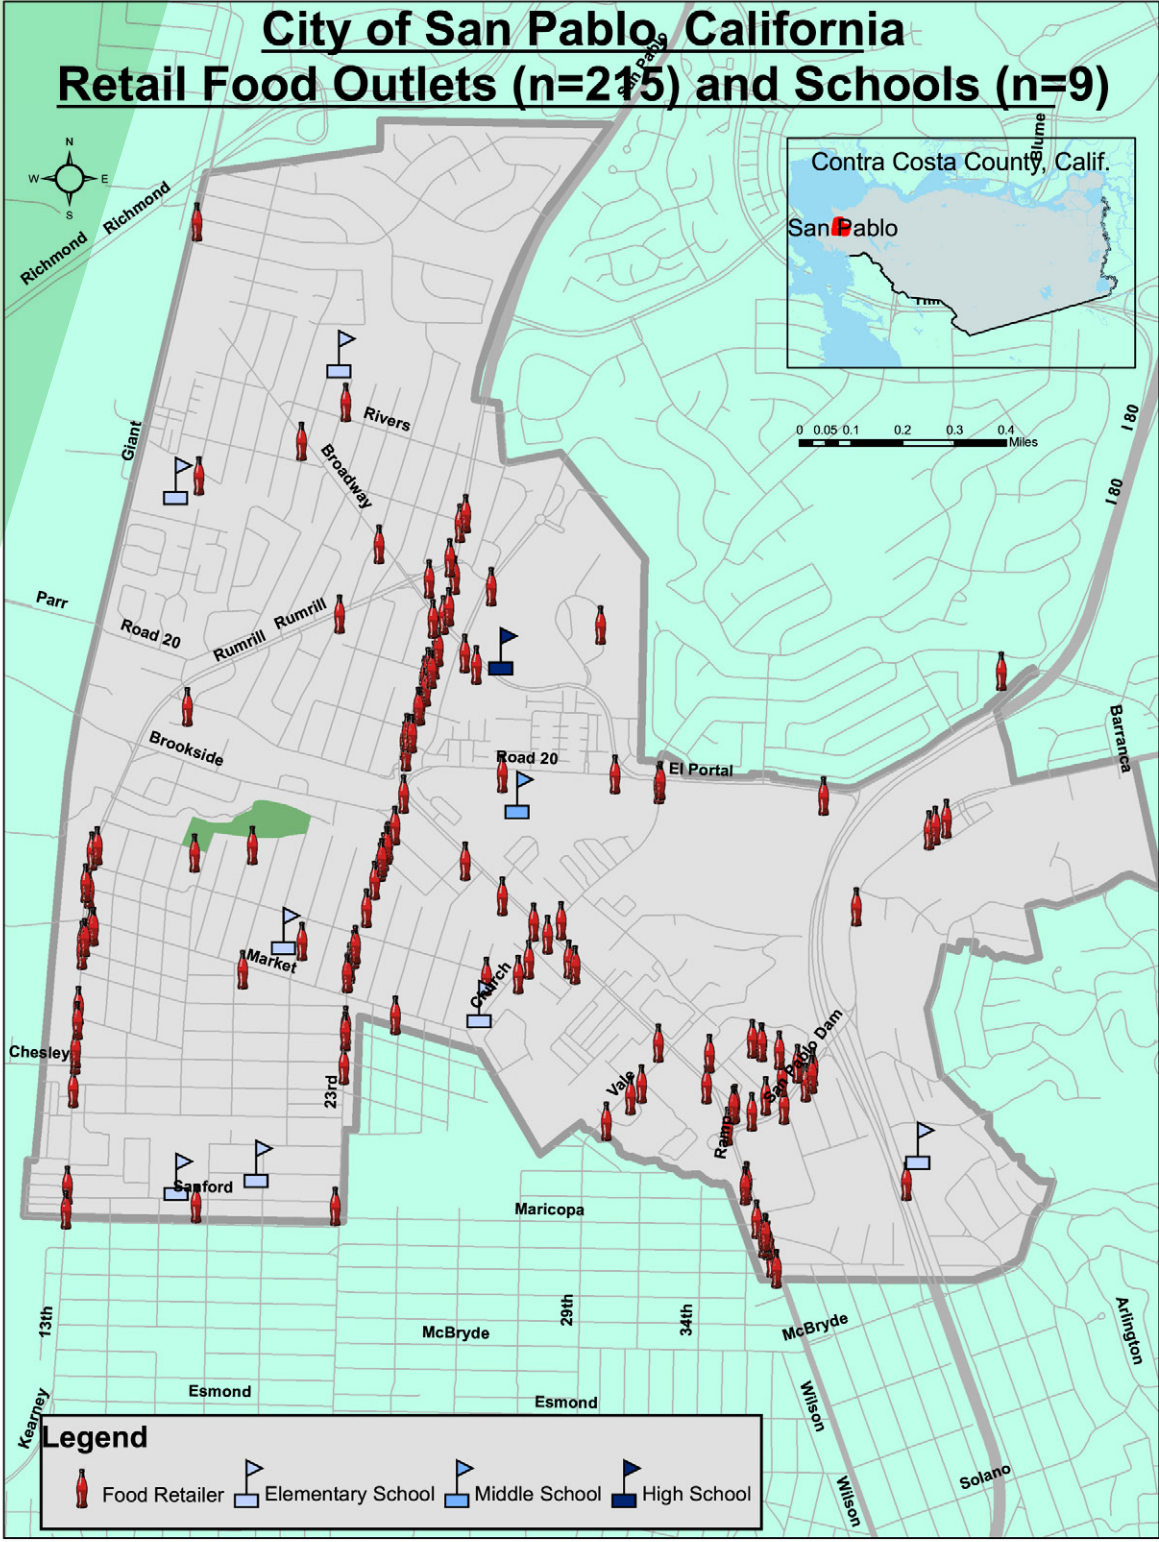 City of San Pablo, California
Retail Food Outlets (n=215) and Schools (n=9)
San Pablo
Blume
Contra Costa County, Calif.
San Pablo
N
W E
S
Richmond
Richmond
0 0.05 0.1 0.2 0.3 0.4
Miles
I 80
I 80
Giant
Rivers
Broadway
Parr
Road 20
Rumrill
Rumrill
Brookside
Road 20
El Portal
Barranca
Market
Church
Chesley
23rd
Vale
San Pablo Dam
Ramp
Sanford
Maricopa
13th
29th
34th
McBryde
McBryde
Arlington
Esmond
Esmond
Kearney
Wilson
Wilson
Solano
Legend
Food Retailer
Elementary School
Middle School
High School